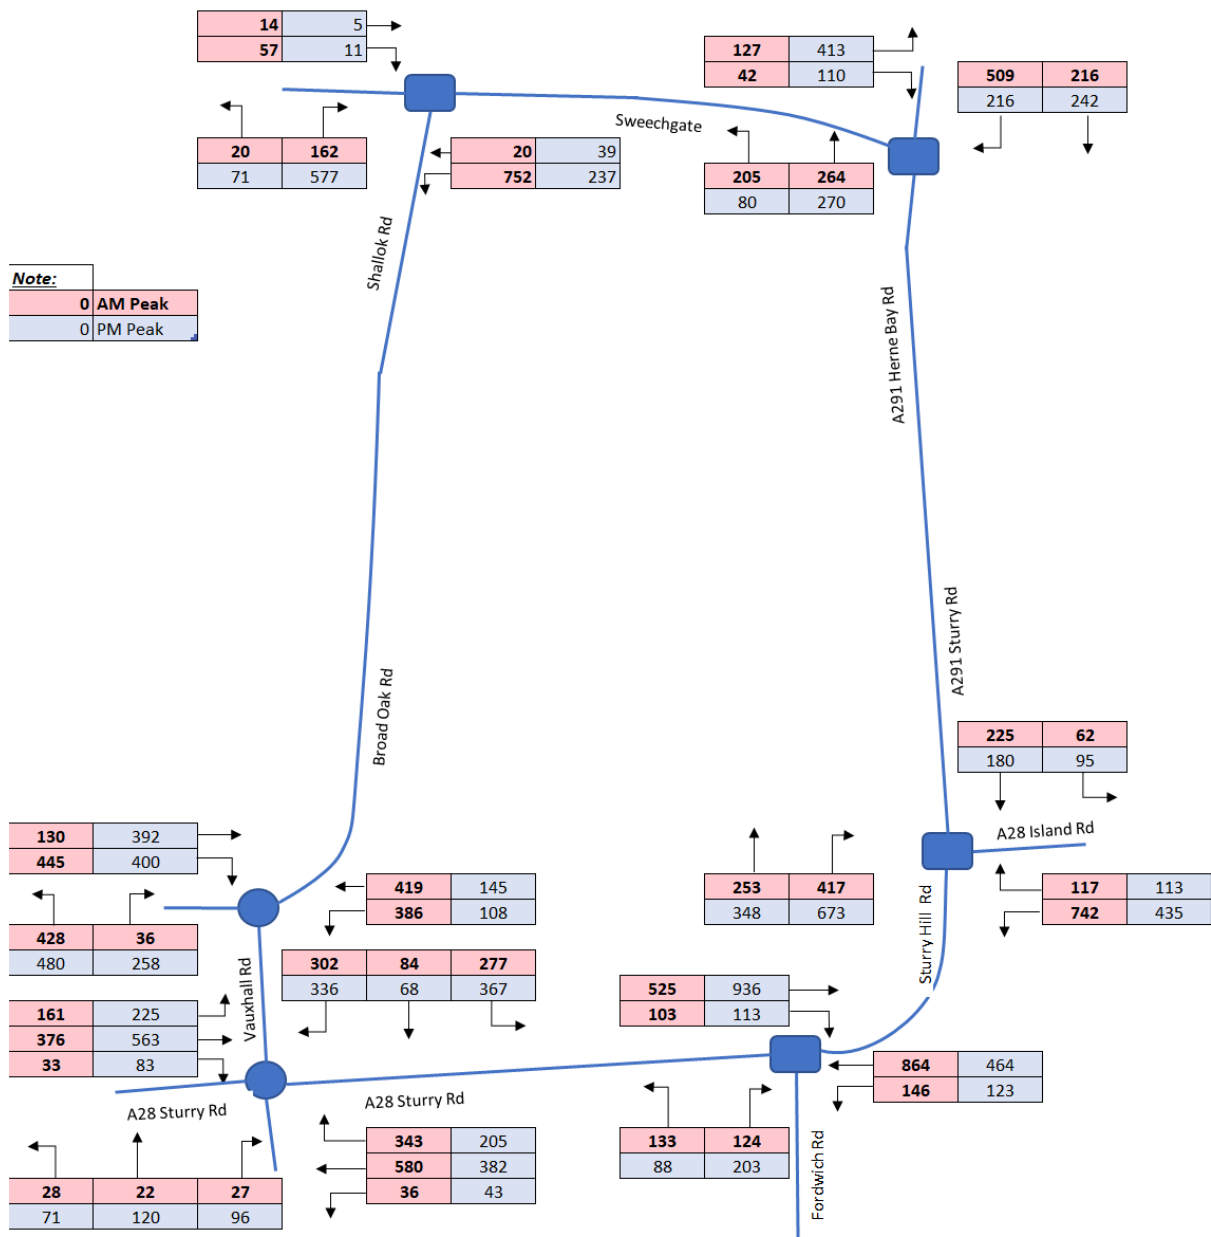 14 5
57 11
127 413
42 110
509 216
216 242
Sweechgate
20 162
71 577
20 39
752 237
205 264
80 270
Shallok Rd
Note:
0 AM Peak
0 PM Peak
A291 Herne Bay Rd
A291 Sturry Rd
Broad Oak Rd
225 62
180 95
A28 Island Rd
130 392
445 400
419 145
386 108
253 417
348 673
117 113
742 435
Sturry Hill Rd
428 36
480 258
302 84 277
336 68 367
525 936
103 113
Vauxhall Rd
161 225
376 563
33 83
864 464
146 123
A28 Sturry Rd
A28 Sturry Rd
343 205
580 382
36 43
133 124
88 203
Fordwich Rd
28 22 27
71 120 96